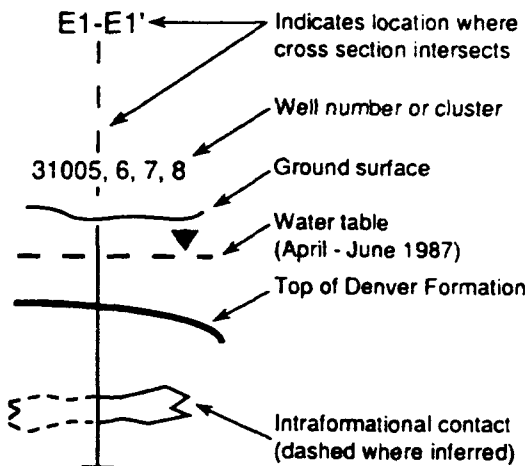 E1-E1'
Indicates location where
cross section intersects
Well number or cluster
31005, 6, 7, 8
Ground surface
Water table
(April - June 1987)
Top of Denver Formation
Intraformational contact
(dashed where inferred)